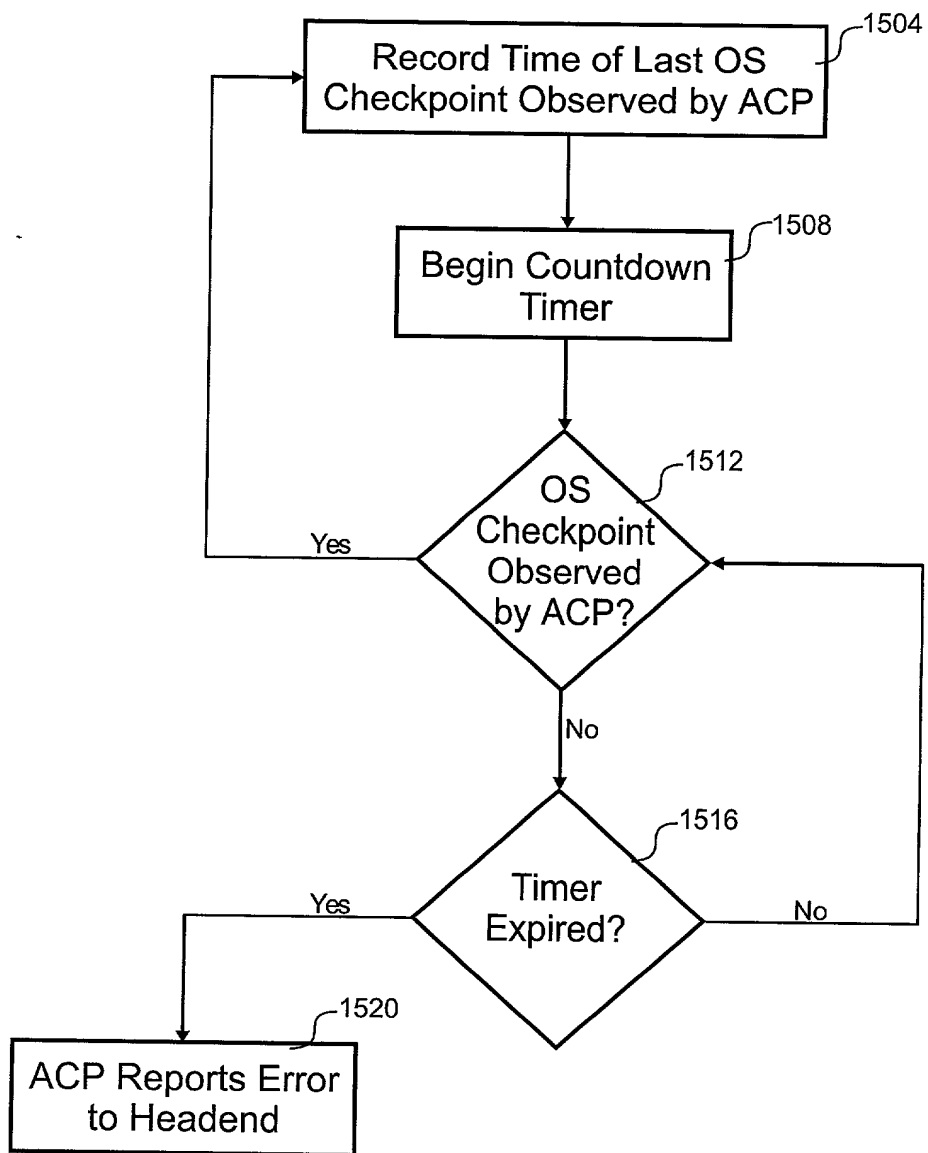 1504
Record Time of Last OS
Checkpoint Observed by ACP
1508
Begin Countdown
Timer
1512
OS
Checkpoint
Observed
by ACP?
Yes
No
1516
Timer
Expired?
Yes
No
1520
ACP Reports Error
to Headend